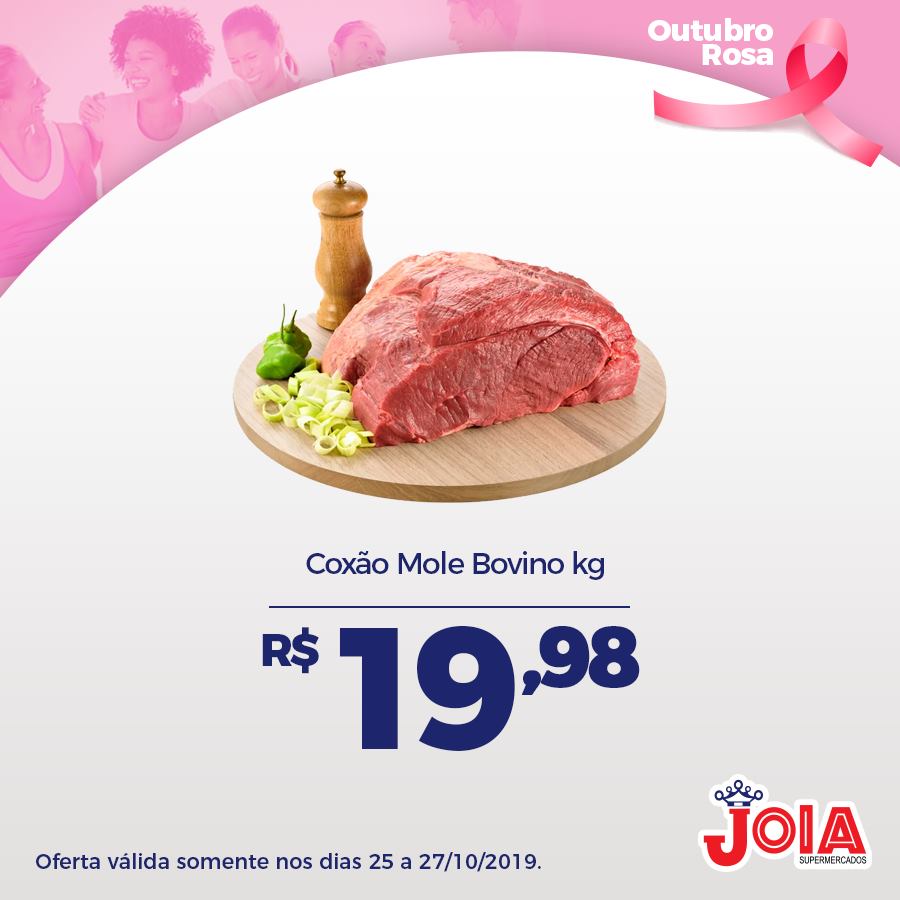 Outubro
Rosa
Coxão Mole Bovino kg
R$ 19,98
JOIA
SUPERMERCADOS
Oferta válida somente nos dias 25 a 27/10/2019.